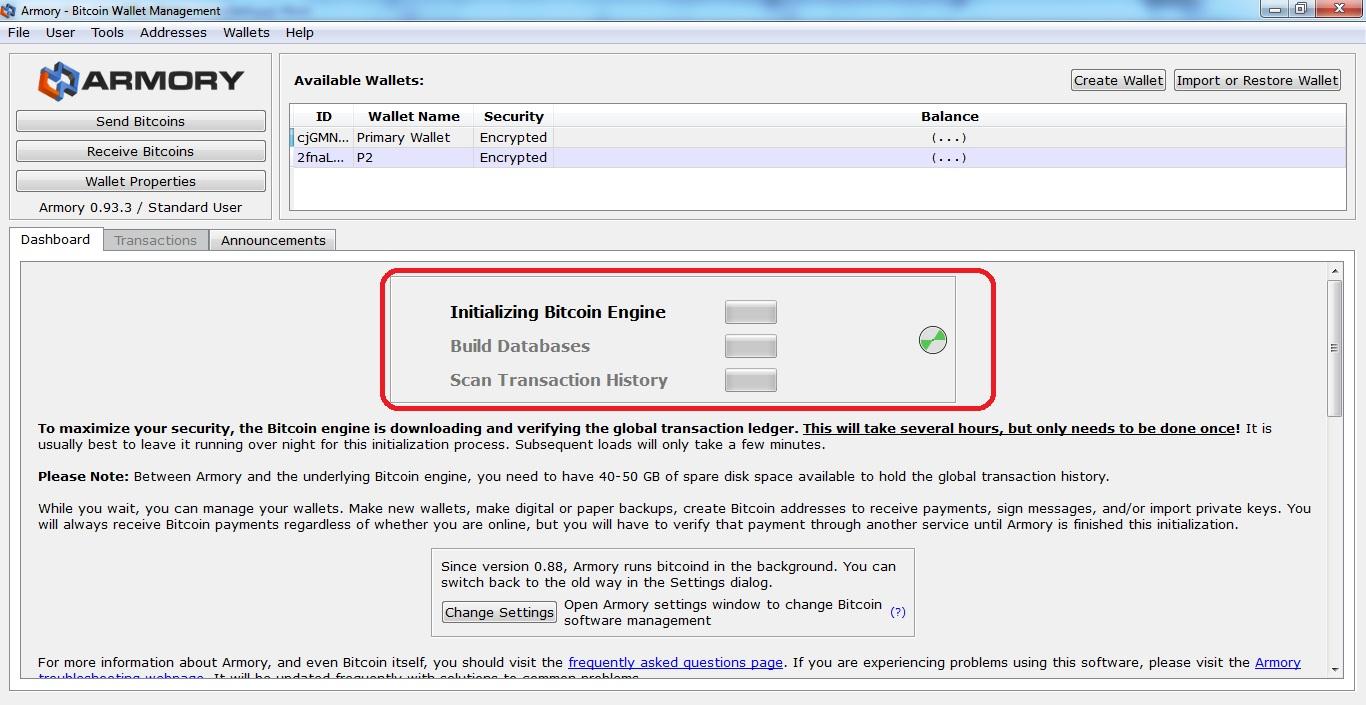 Armory - Bitcoin Wallet Management
File User Tools Addresses Wallets Help
ARMORY
Send Bitcoins
Receive Bitcoins
Wallet Properties
Armory 0.93.3 / Standard User
Available Wallets:
Create Wallet
Import or Restore Wallet
ID Wallet Name Security Balance
cjGMN... Primary Wallet Encrypted (...)
2fnaL... P2 Encrypted (...)
Dashboard Transactions Announcements
Initializing Bitcoin Engine
Build Databases
Scan Transaction History
To maximize your security, the Bitcoin engine is downloading and verifying the global transaction ledger. This will take several hours, but only needs to be done once! It is
usually best to leave it running over night for this initialization process. Subsequent loads will only take a few minutes.
Please Note: Between Armory and the underlying Bitcoin engine, you need to have 40-50 GB of spare disk space available to hold the global transaction history.
While you wait, you can manage your wallets. Make new wallets, make digital or paper backups, create Bitcoin addresses to receive payments, sign messages, and/or import private keys. You
will always receive Bitcoin payments regardless of whether you are online, but you will have to verify that payment through another service until Armory is finished this initialization.
Since version 0.88, Armory runs bitcoind in the background. You can
switch back to the old way in the Settings dialog.
Change Settings
Open Armory settings window to change Bitcoin
software management
(?)
For more information about Armory, and even Bitcoin itself, you should visit the frequently asked questions page. If you are experiencing problems using this software, please visit the Armory
troubleshooting webpage. It will be updated frequently with solutions to common problems.